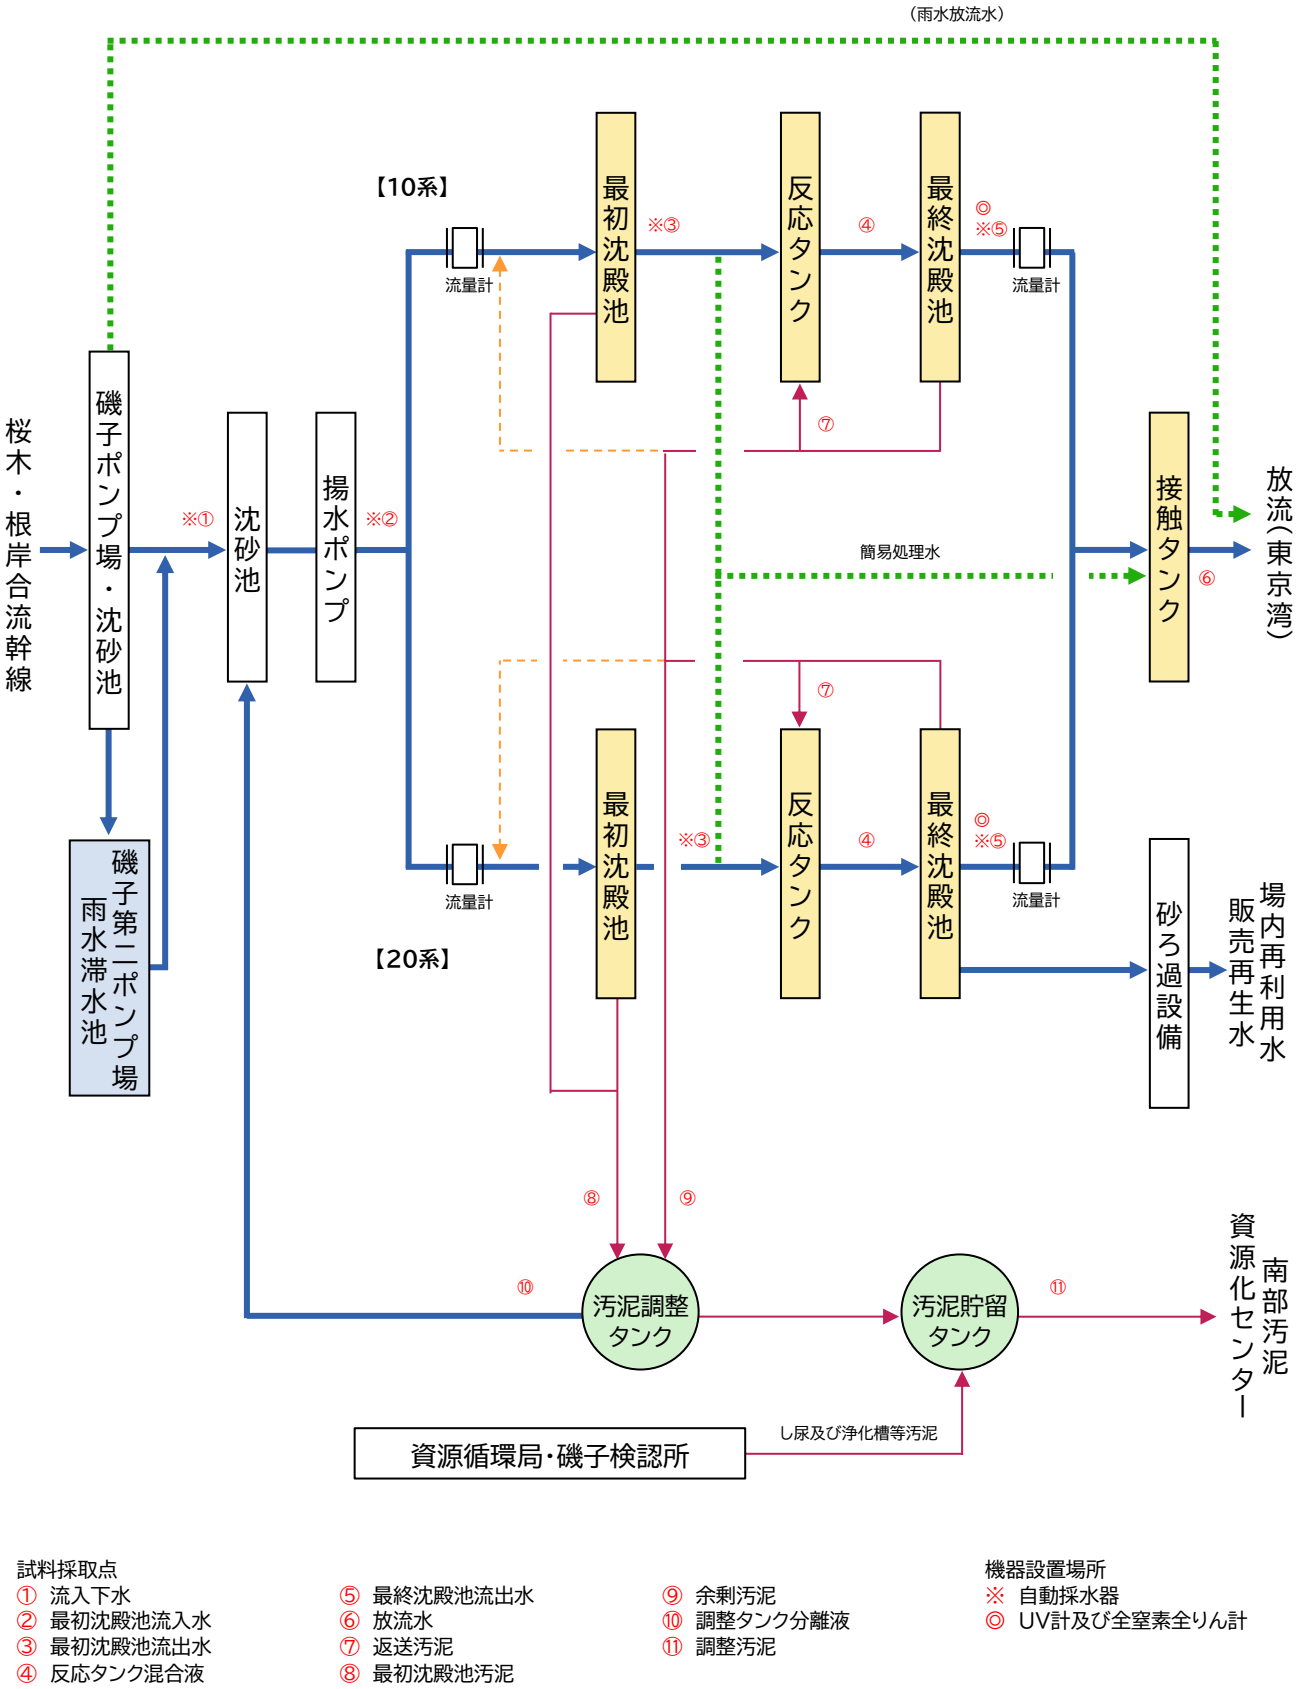 （雨水放流水）
【10系】
最初沈殿池
※③
反応タンク
④
最終沈殿池
◎
※⑤
流量計
流量計
桜木・根岸合流幹線
磯子ポンプ場・沈砂池
※①
沈砂池
揚水ポンプ
※②
⑦
簡易処理水
接触タンク
⑥
放流（東京湾）
⑦
最初沈殿池
※③
反応タンク
④
最終沈殿池
◎
※⑤
流量計
流量計
【20系】
磯子第二ポンプ場
雨水滞水池
砂ろ過設備
場内再利用水
販売再生水
⑧
⑨
⑩
汚泥調整
タンク
汚泥貯留
タンク
⑪
南部汚泥
資源化センター
し尿及び浄化槽等汚泥
資源循環局・磯子検認所
試料採取点
① 流入下水
② 最初沈殿池流入水
③ 最初沈殿池流出水
④ 反応タンク混合液
⑤ 最終沈殿池流出水
⑥ 放流水
⑦ 返送汚泥
⑧ 最初沈殿池汚泥
⑨ 余剰汚泥
⑩ 調整タンク分離液
⑪ 調整汚泥
機器設置場所
※ 自動採水器
◎ UV計及び全窒素全りん計